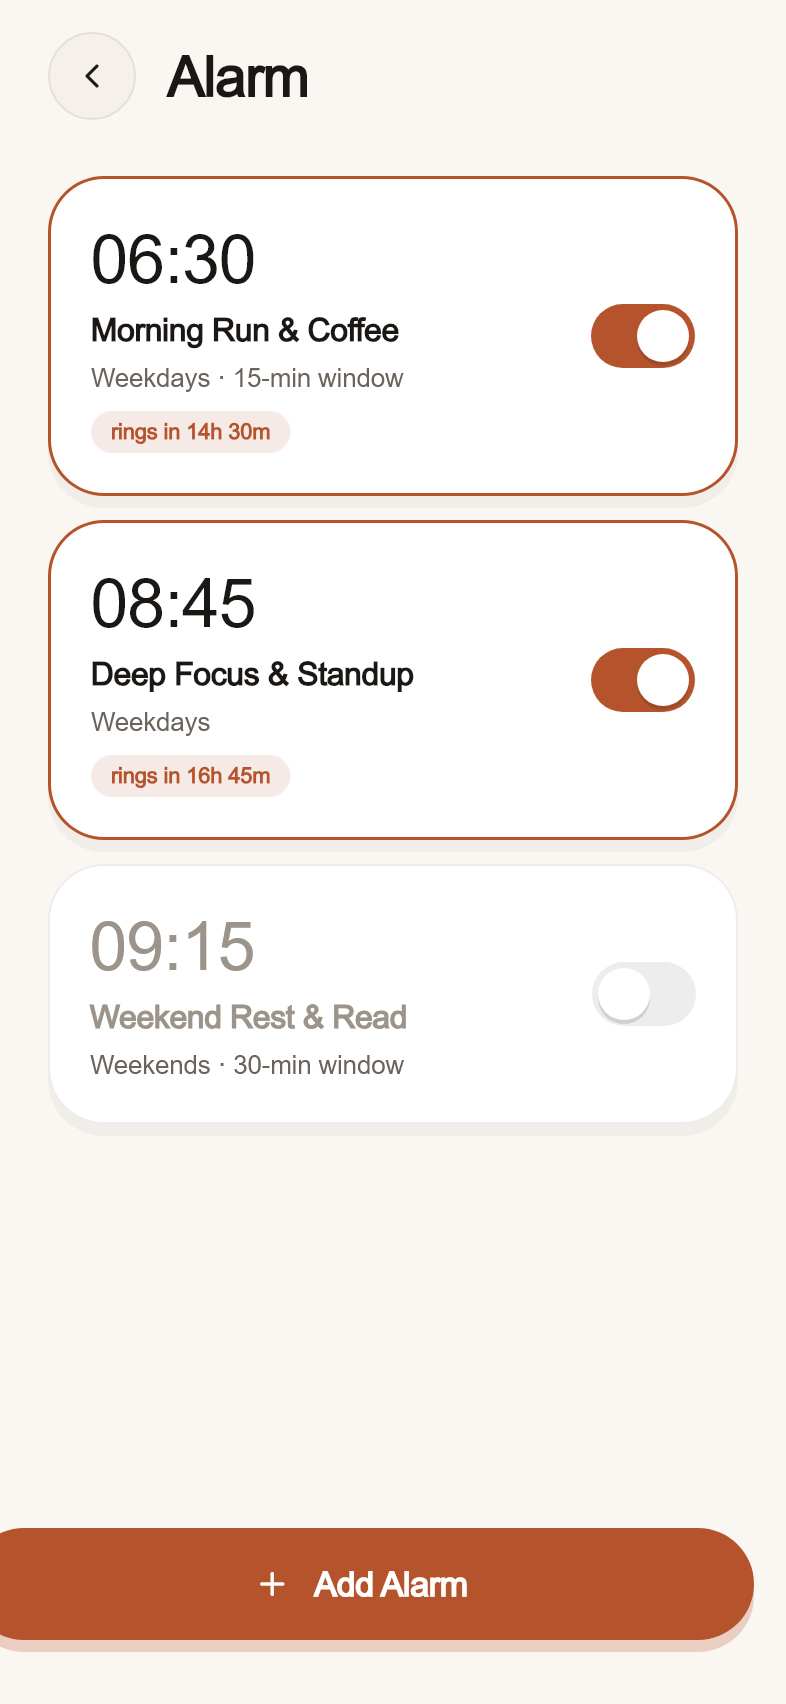 Alarm
06:30
Morning Run & Coffee
Weekdays · 15-min window
rings in 14h 30m
08:45
Deep Focus & Standup
Weekdays
rings in 16h 45m
09:15
Weekend Rest & Read
Weekends · 30-min window
+ Add Alarm